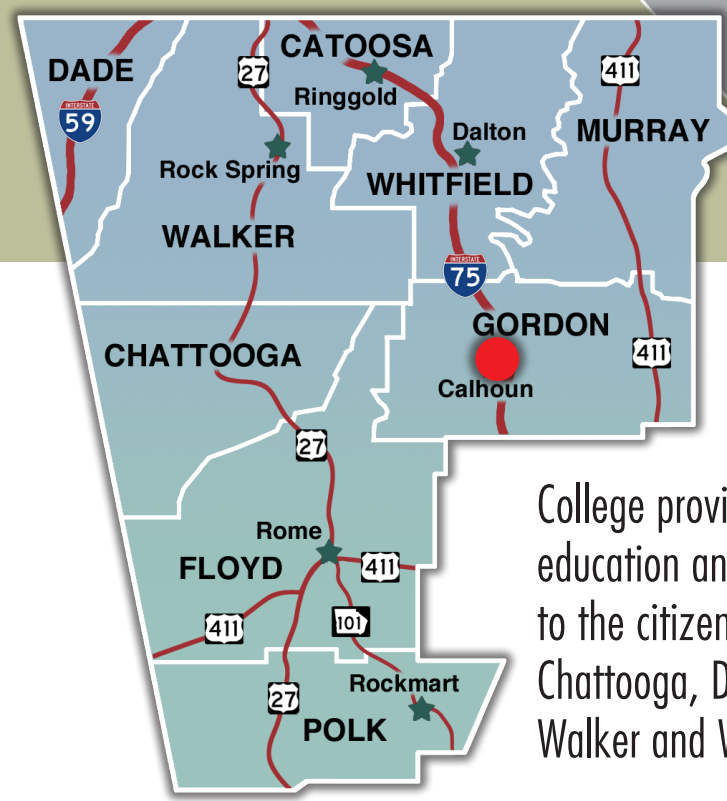 DADE
INTERSTATE
59
27
CATOOSA
Ringgold
411
MURRAY
Dalton
Rock Spring
WHITFIELD
WALKER
INTERSTATE
75
GORDON
CHATTOOGA
411
Calhoun
27
Rome
FLOYD
411
411
101
Rockmart
27
POLK
College provi
education an
to the citizen
Chattooga, D
Walker and